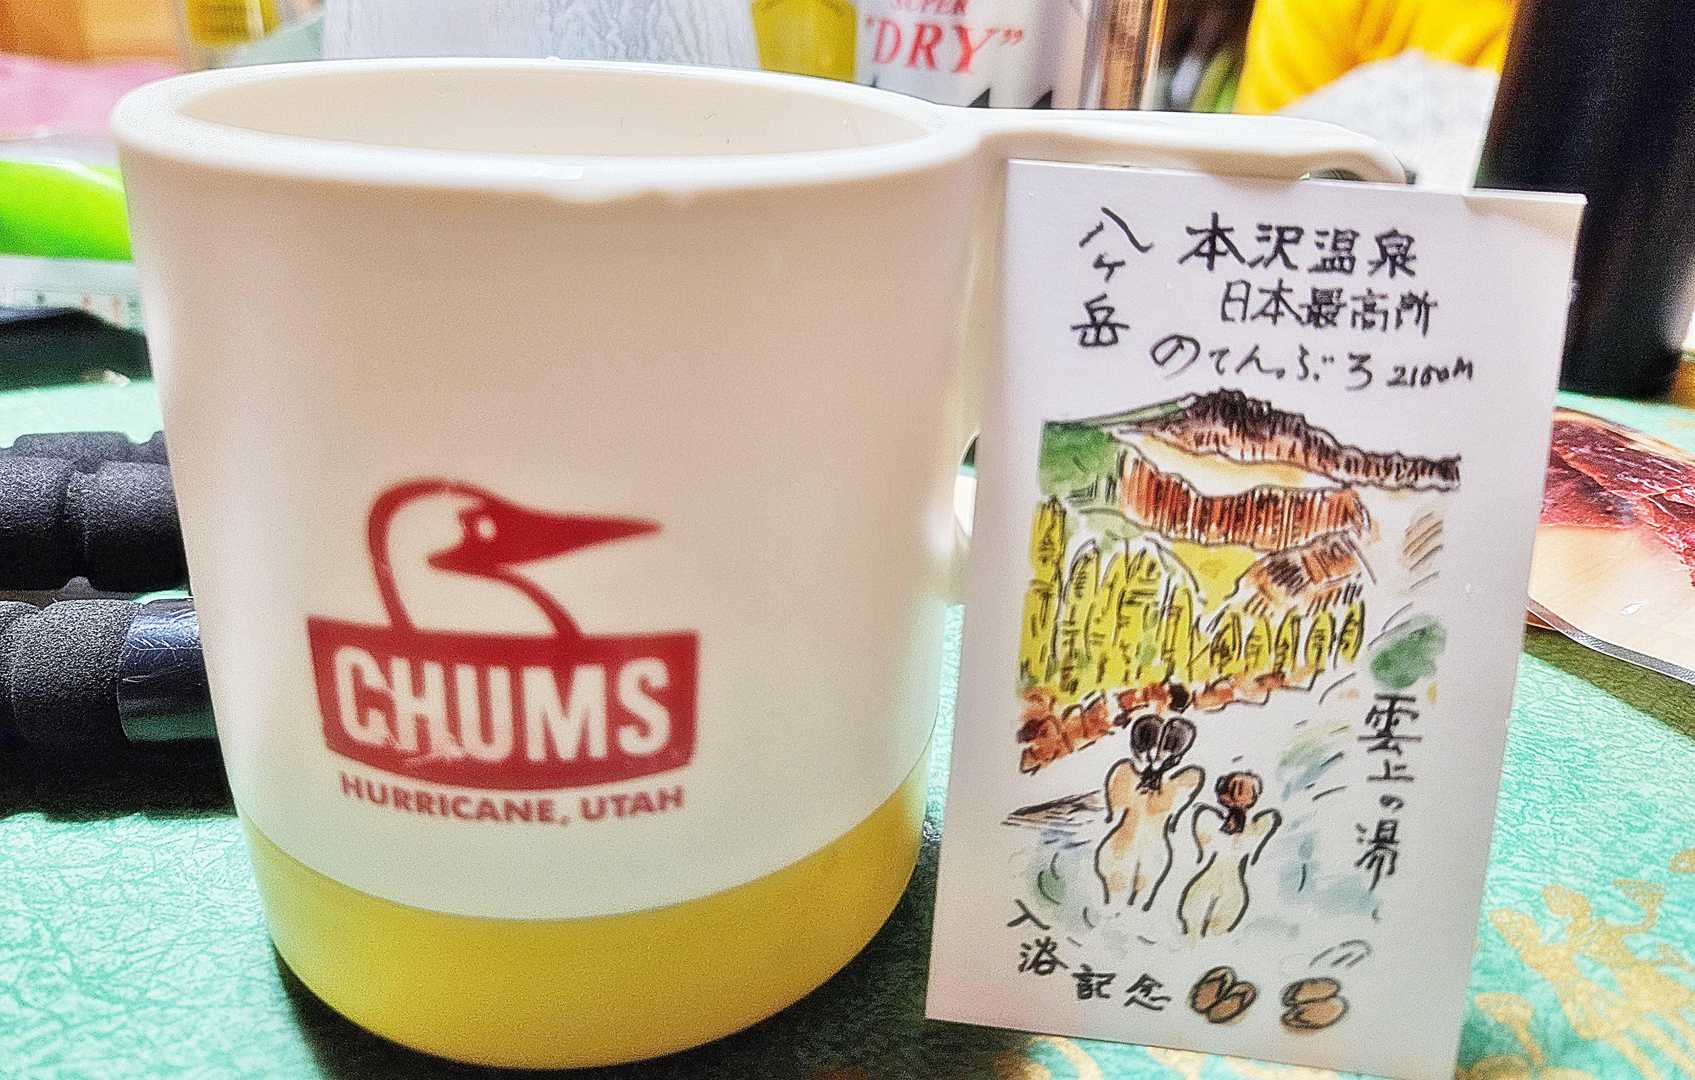 SUPER
"DRY"
CHUMS
HURRICANE, UTAH
八ヶ岳
本沢温泉
日本最高所
のてんぶろ 2150M
雲上の湯
入浴記念